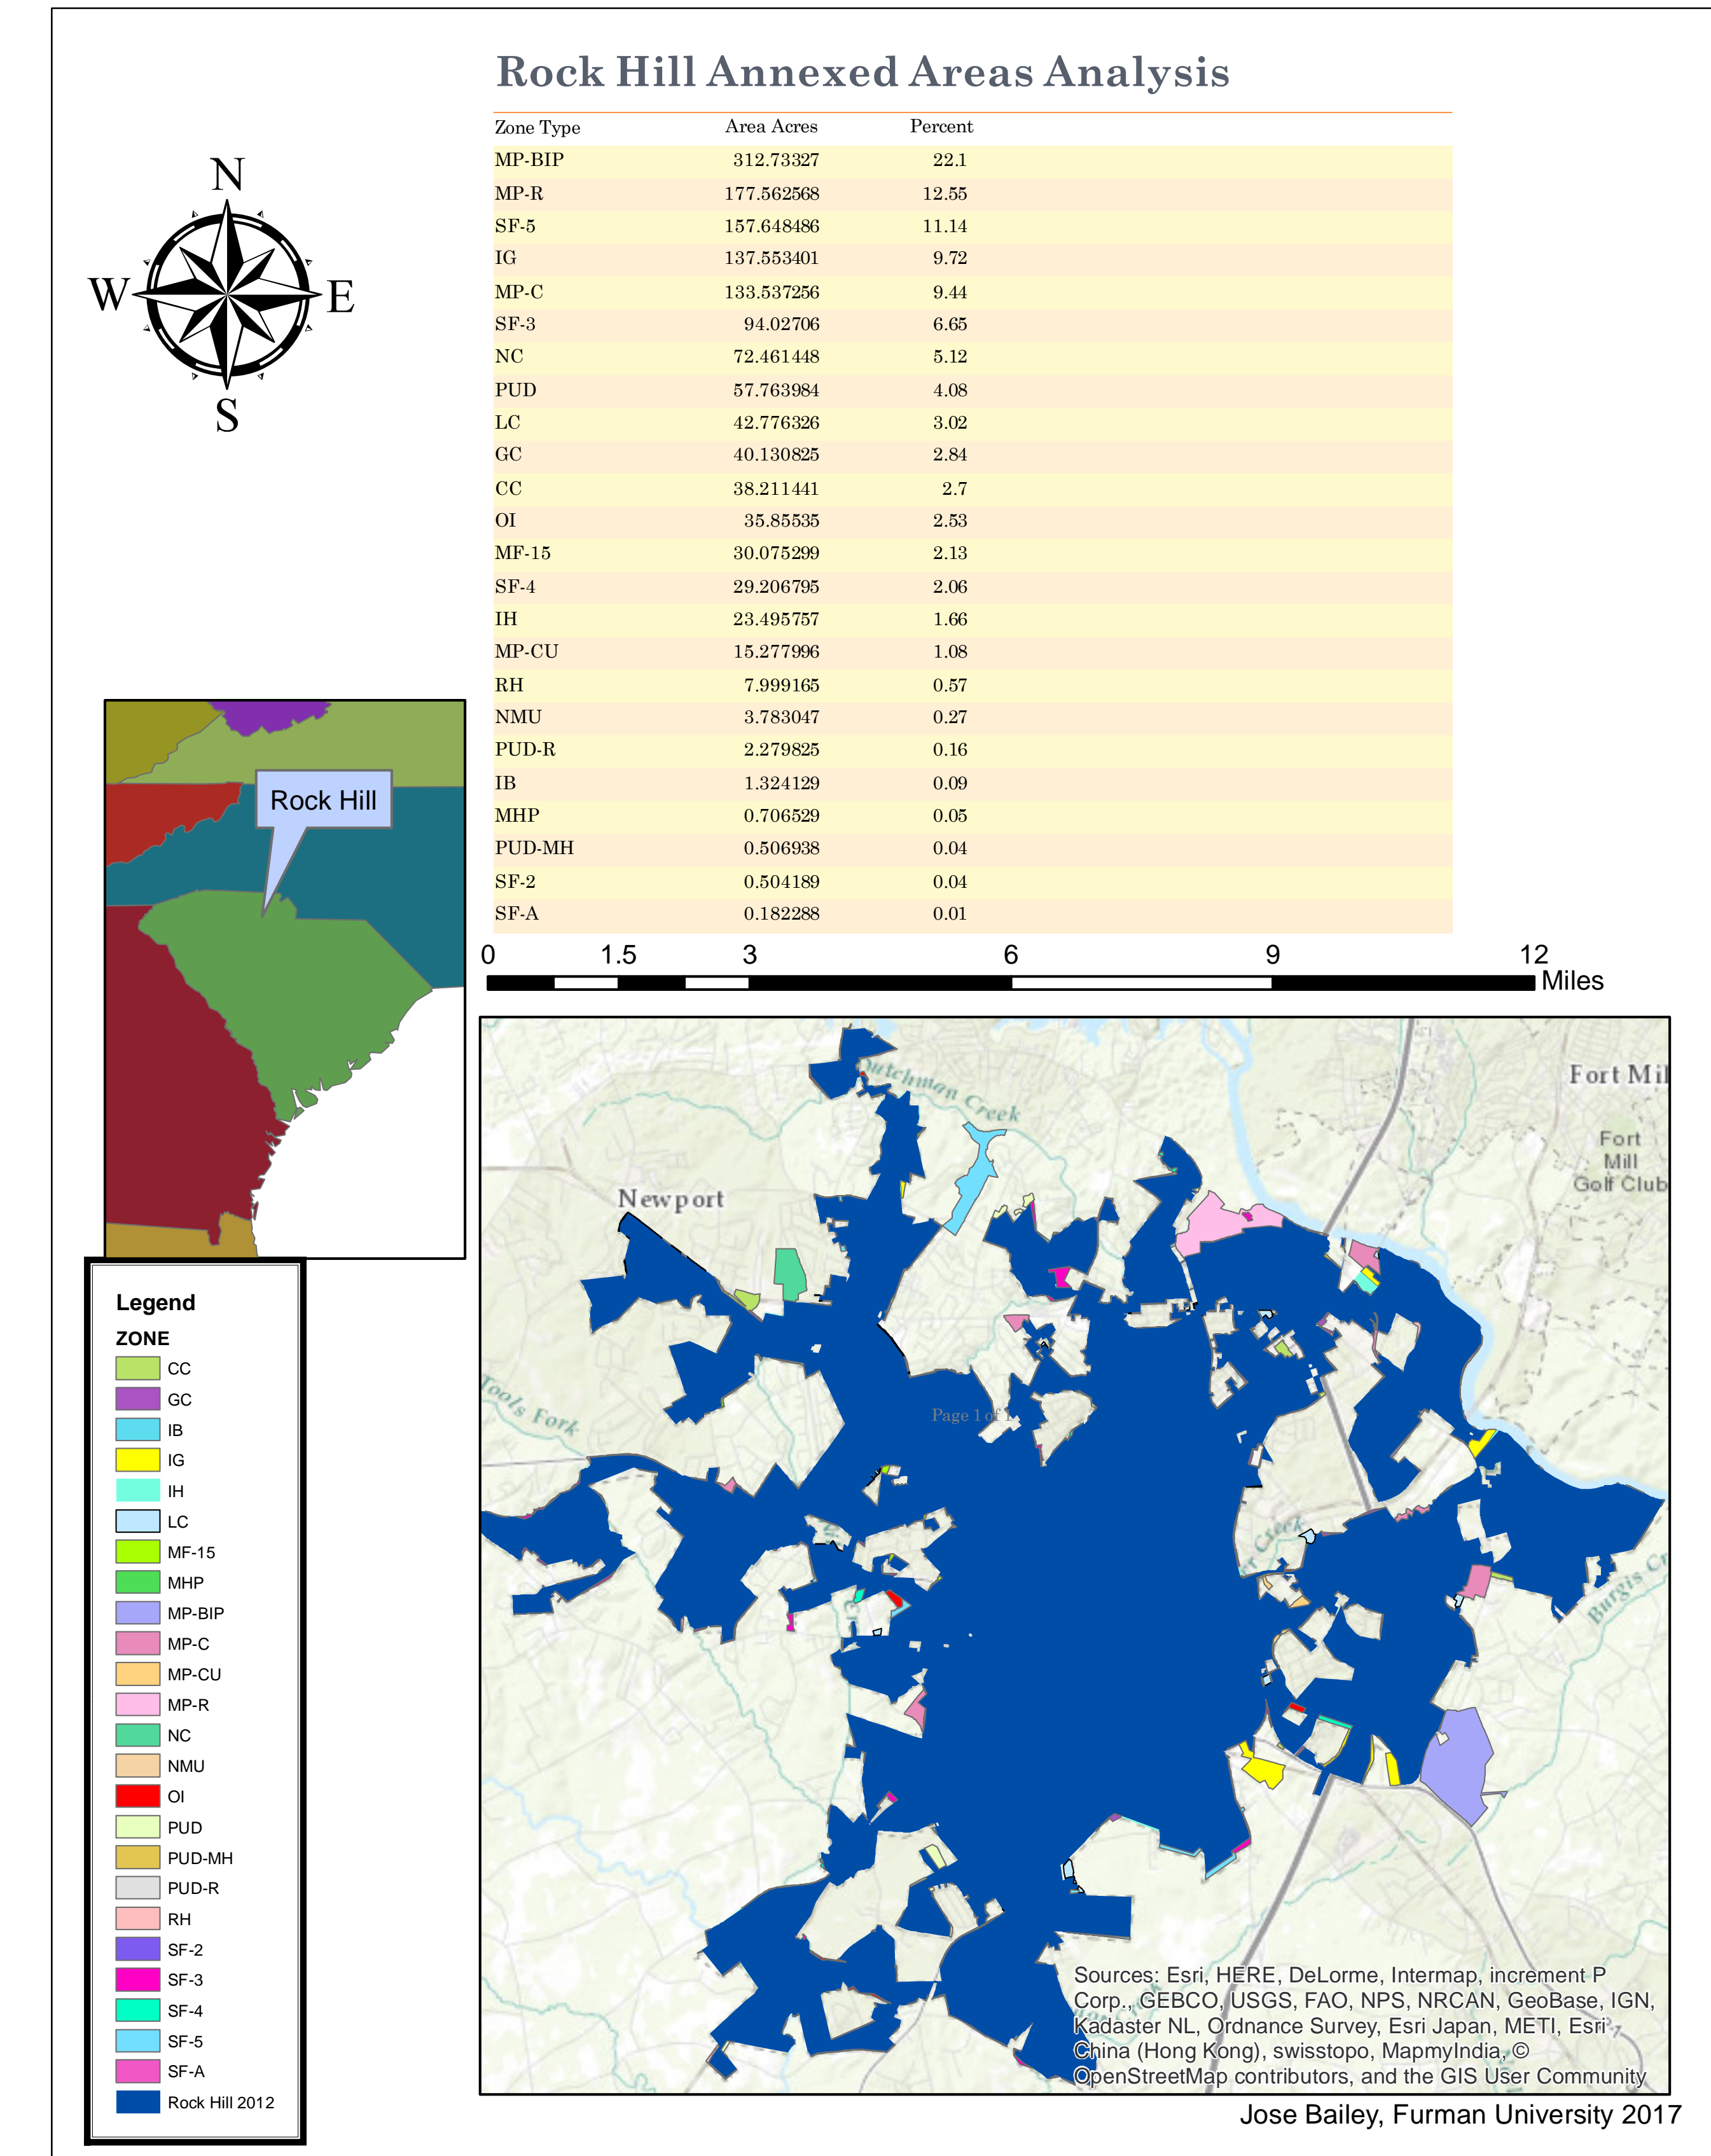 Rock Hill Annexed Areas Analysis
Zone Type Area Acres Percent
MP-BIP 312.73327 22.1
MP-R 177.562568 12.55
SF-5 157.648486 11.14
IG 137.553401 9.72
MP-C 133.537256 9.44
SF-3 94.02706 6.65
NC 72.461448 5.12
PUD 57.763984 4.08
LC 42.776326 3.02
GC 40.130825 2.84
CC 38.211441 2.7
OI 35.85535 2.53
MF-15 30.075299 2.13
SF-4 29.206795 2.06
IH 23.495757 1.66
MP-CU 15.277996 1.08
RH 7.999165 0.57
NMU 3.783047 0.27
PUD-R 2.279825 0.16
IB 1.324129 0.09
MHP 0.706529 0.05
PUD-MH 0.506938 0.04
SF-2 0.504189 0.04
SF-A 0.182288 0.01
N
W E
S
Rock Hill
0 1.5 3 6 9 12
Miles
Legend
ZONE
CC
GC
IB
IG
IH
LC
MF-15
MHP
MP-BIP
MP-C
MP-CU
MP-R
NC
NMU
OI
PUD
PUD-MH
PUD-R
RH
SF-2
SF-3
SF-4
SF-5
SF-A
Rock Hill 2012
Dutchman Creek
Fort Mil
Fort
Mill
Golf Club
Newport
Tools Fork
Page 1 of 1
Creek
Burgis Cr
Sources: Esri, HERE, DeLorme, Intermap, increment P
Corp., GEBCO, USGS, FAO, NPS, NRCAN, GeoBase, IGN,
Kadaster NL, Ordnance Survey, Esri Japan, METI, Esri
China (Hong Kong), swisstopo, MapmyIndia, ©
OpenStreetMap contributors, and the GIS User Community
Jose Bailey, Furman University 2017